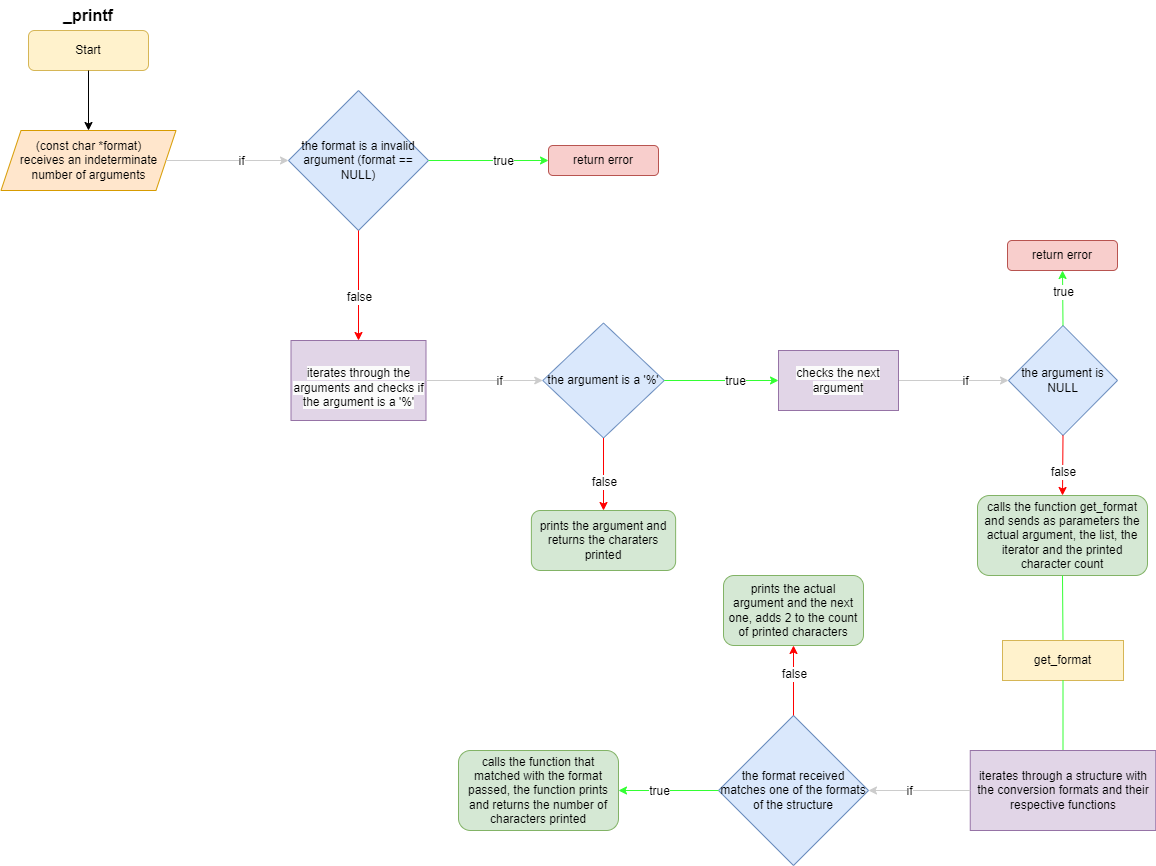 _printf
Start
(const char *format)
receives an indeterminate
number of arguments
if
the format is a invalid
argument (format ==
NULL)
true
return error
false
iterates through the
arguments and checks if
the argument is a '%'
if
the argument is a '%'
true
checks the next
argument
if
the argument is
NULL
true
return error
false
prints the argument and
returns the charaters
printed
false
calls the function get_format
and sends as parameters the
actual argument, the list, the
iterator and the printed
character count
get_format
iterates through a structure with
the conversion formats and their
respective functions
if
the format received
matches one of the formats
of the structure
false
prints the actual
argument and the next
one, adds 2 to the count
of printed characters
true
calls the function that
matched with the format
passed, the function prints
and returns the number of
characters printed